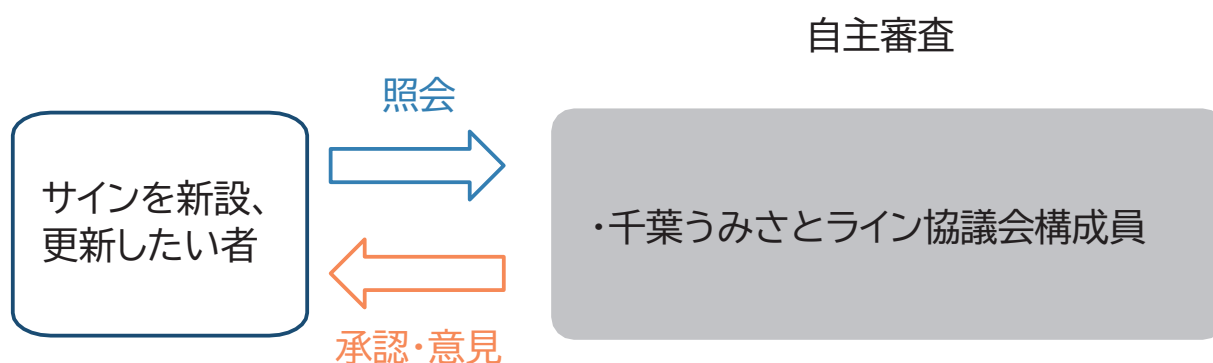 自主審査
照会
サインを新設、
更新したい者
・千葉うみさとライン協議会構成員
承認・意見